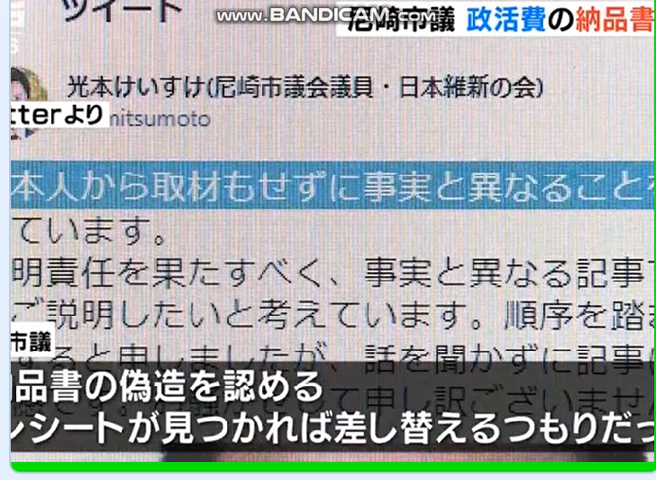 ツイート
www.BANDICAM.com
尼崎市議 政活費の納品書
光本けいすけ(尼崎市議会議員・日本維新の会)
tterより
mitsumoto
本人から取材もせずに事実と異なることを
ています。
明責任を果たすべく、事実と異なる記事
ご説明したいと考えています。順序を踏ま
市議
すると申しましたが、話を聞かずに記事に
申し訳ございませ
品書の偽造を認める
シートが見つかれば差し替えるつもりだっ